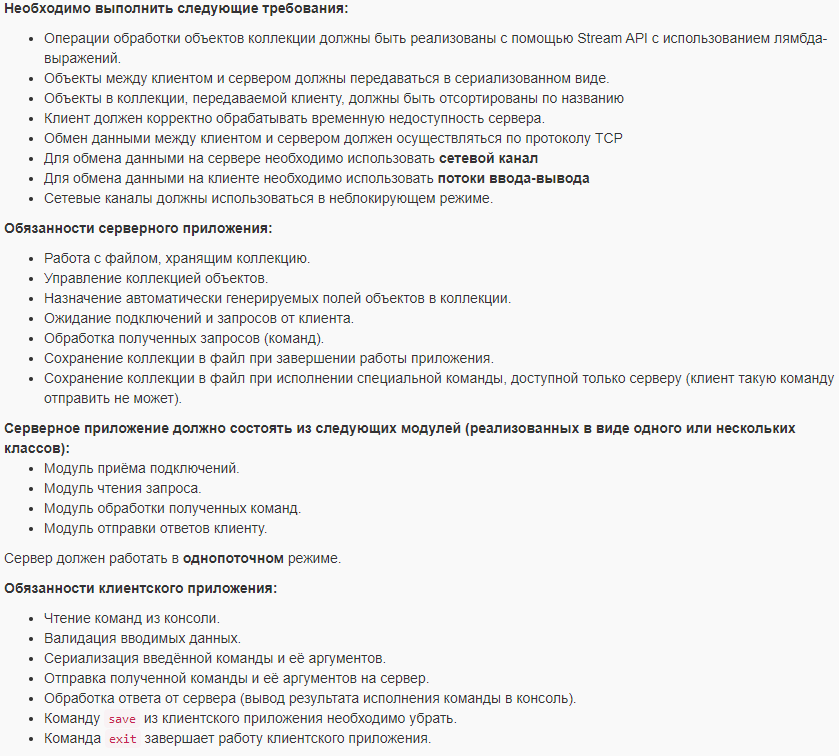 Необходимо выполнить следующие требования:
Операции обработки объектов коллекции должны быть реализованы с помощью Stream API с использованием лямбда-
выражений.
Объекты между клиентом и сервером должны передаваться в сериализованном виде.
Объекты в коллекции, передаваемой клиенту, должны быть отсортированы по названию
Клиент должен корректно обрабатывать временную недоступность сервера.
Обмен данными между клиентом и сервером должен осуществляться по протоколу TCP
Для обмена данными на сервере необходимо использовать сетевой канал
Для обмена данными на клиенте необходимо использовать потоки ввода-вывода
Сетевые каналы должны использоваться в неблокирующем режиме.
Обязанности серверного приложения:
Работа с файлом, хранящим коллекцию.
Управление коллекцией объектов.
Назначение автоматически генерируемых полей объектов в коллекции.
Ожидание подключений и запросов от клиента.
Обработка полученных запросов (команд).
Сохранение коллекции в файл при завершении работы приложения.
Сохранение коллекции в файл при исполнении специальной команды, доступной только серверу (клиент такую команду
отправить не может).
Серверное приложение должно состоять из следующих модулей (реализованных в виде одного или нескольких
классов):
Модуль приёма подключений.
Модуль чтения запроса.
Модуль обработки полученных команд.
Модуль отправки ответов клиенту.
Сервер должен работать в однопоточном режиме.
Обязанности клиентского приложения:
Чтение команд из консоли.
Валидация вводимых данных.
Сериализация введённой команды и её аргументов.
Отправка полученной команды и её аргументов на сервер.
Обработка ответа от сервера (вывод результата исполнения команды в консоль).
Команду save из клиентского приложения необходимо убрать.
Команда exit завершает работу клиентского приложения.